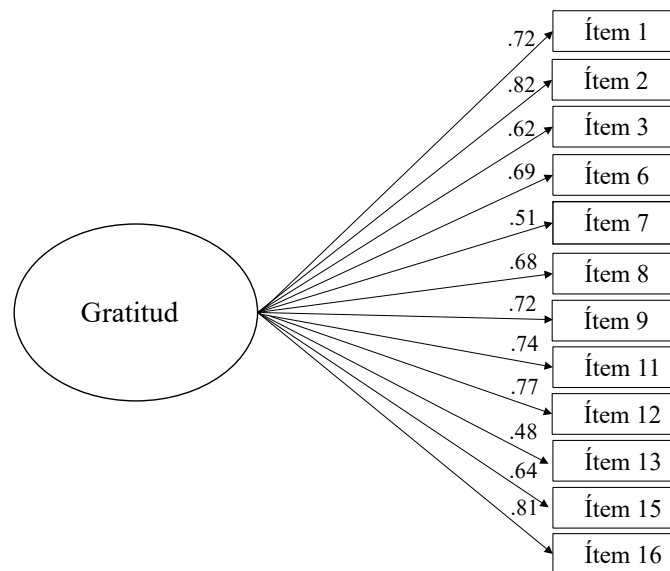 .72 Ítem 1
.82 Ítem 2
.62 Ítem 3
.69 Ítem 6
.51 Ítem 7
.68 Ítem 8
Gratitud
.72 Ítem 9
.74 Ítem 11
.77 Ítem 12
.48 Ítem 13
.64 Ítem 15
.81 Ítem 16